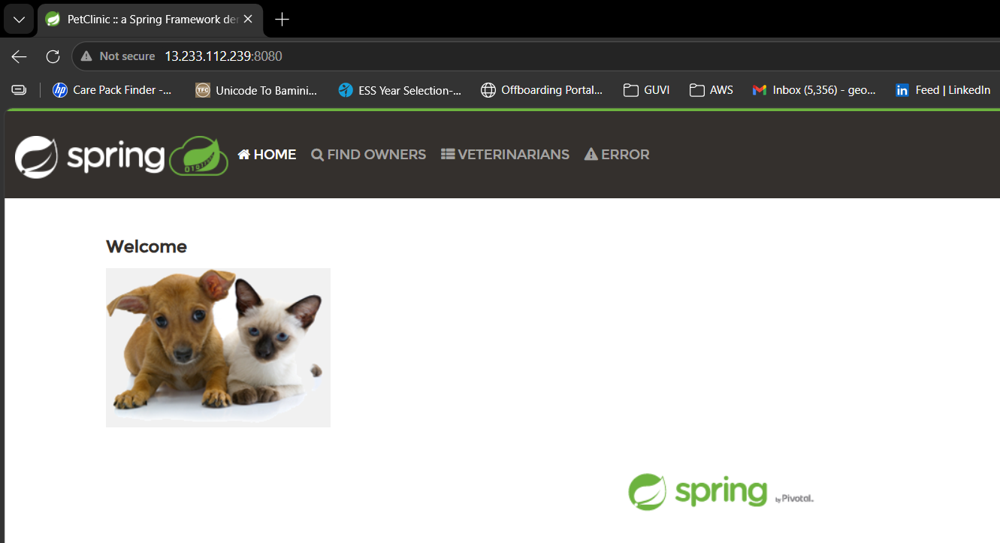 PetClinic :: a Spring Framework der
Not secure 13.233.112.239:8080
Care Pack Finder -... Unicode To Bamini... ESS Year Selection-... Offboarding Portal... GUVI AWS Inbox (5,356) - geo... Feed | LinkedIn
spring HOME FIND OWNERS VETERINARIANS ERROR
Welcome
spring by Pivotal.